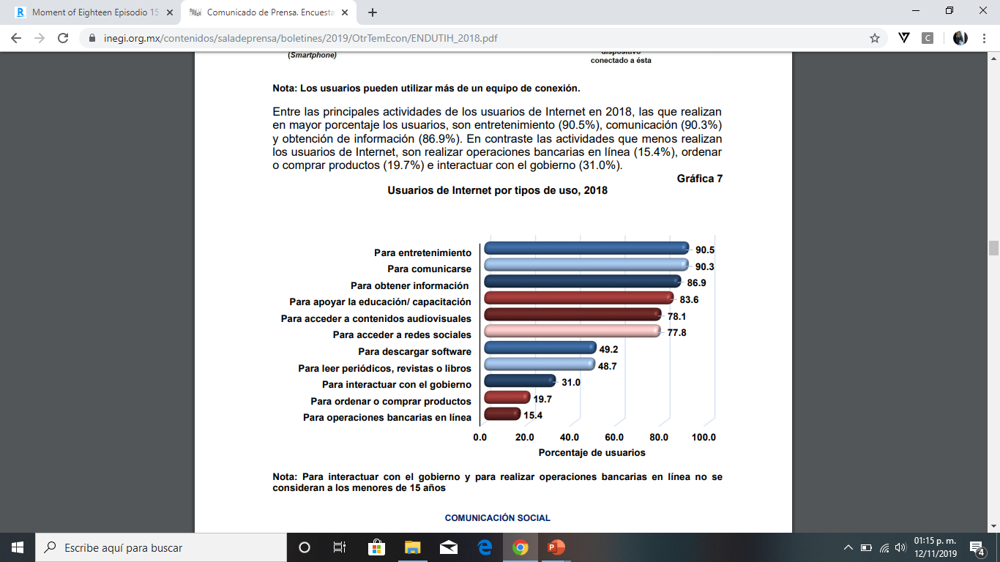 Moment of Eighteen Episodio 15
Comunicado de Prensa. Encuesta
inegi.org.mx/contenidos/saladeprensa/boletines/2019/OtrTemEcon/ENDUTIH_2018.pdf
C
(Smartphone)
dispositivo
conectado a ésta
Nota: Los usuarios pueden utilizar más de un equipo de conexión.
Entre las principales actividades de los usuarios de Internet en 2018, las que realizan
en mayor porcentaje los usuarios, son entretenimiento (90.5%), comunicación (90.3%)
y obtención de información (86.9%). En contraste las actividades que menos realizan
los usuarios de Internet, son realizar operaciones bancarias en línea (15.4%), ordenar
o comprar productos (19.7%) e interactuar con el gobierno (31.0%).
Gráfica 7
Usuarios de Internet por tipos de uso, 2018
Para entretenimiento 90.5
Para comunicarse 90.3
Para obtener información 86.9
Para apoyar la educación/ capacitación 83.6
Para acceder a contenidos audiovisuales 78.1
Para acceder a redes sociales 77.8
Para descargar software 49.2
Para leer periódicos, revistas o libros 48.7
Para interactuar con el gobierno 31.0
Para ordenar o comprar productos 19.7
Para operaciones bancarias en línea 15.4
0.0 20.0 40.0 60.0 80.0 100.0
Porcentaje de usuarios
Nota: Para interactuar con el gobierno y para realizar operaciones bancarias en línea no se
consideran a los menores de 15 años
COMUNICACIÓN SOCIAL
Escribe aquí para buscar
01:15 p. m.
12/11/2019
4